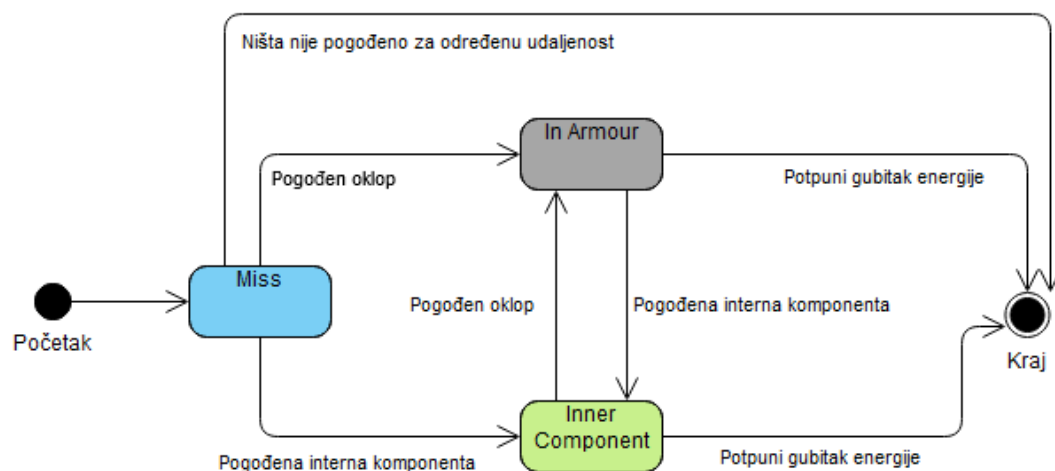 Ništa nije pogođeno za određenu udaljenost
In Armour
Pogođen oklop
Potpuni gubitak energije
Miss
Početak
Pogođen oklop
Pogođena interna komponenta
Kraj
Inner
Component
Pogođena interna komponenta
Potpuni gubitak energije